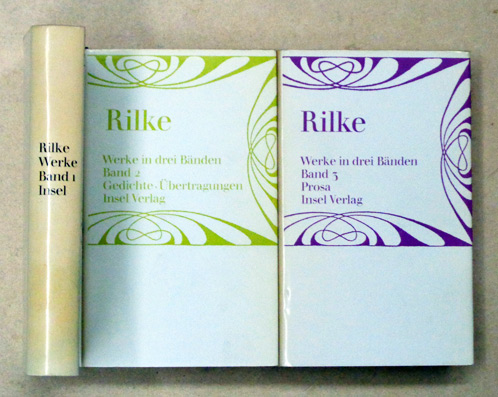 Rilke
Werke
Band 1
Insel
Rilke
Werke in drei Bänden
Band 2
Gedichte · Übertragungen
Insel Verlag
Rilke
Werke in drei Bänden
Band 3
Prosa
Insel Verlag